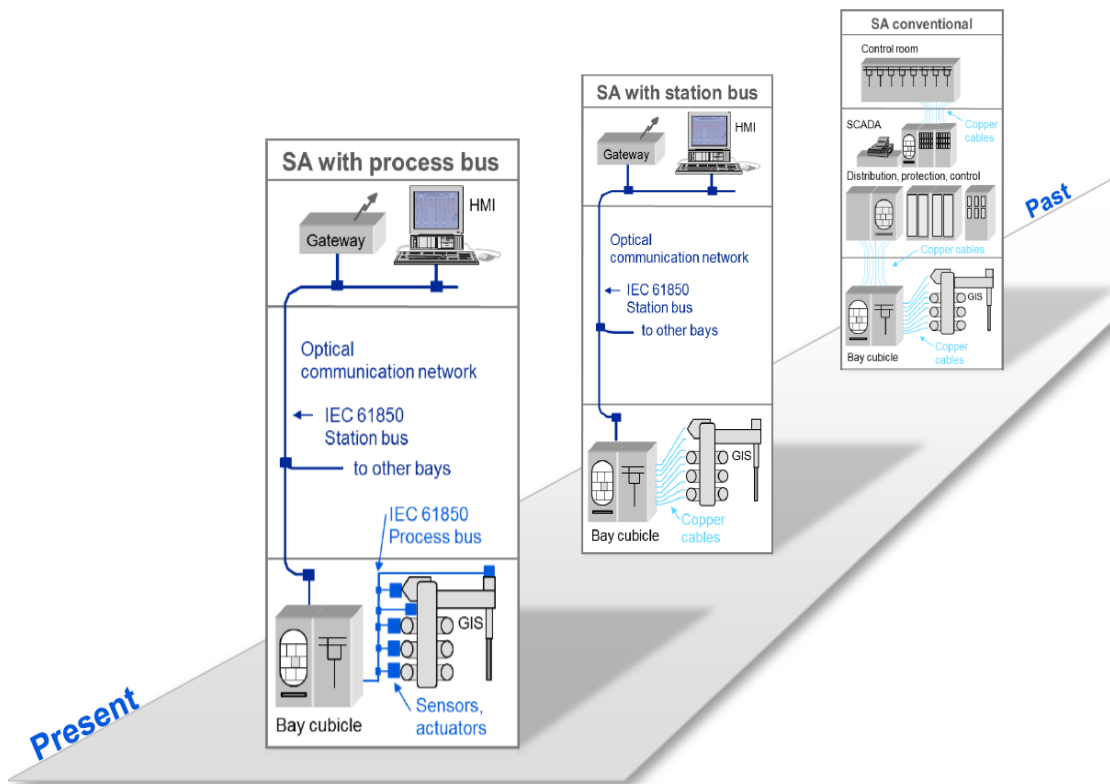 SA with process bus
HMI
Gateway
Optical
communication network
IEC 61850
Station bus
to other bays
IEC 61850
Process bus
GIS
Bay cubicle
Sensors,
actuators
SA with station bus
HMI
Gateway
Optical
communication network
IEC 61850
Station bus
to other bays
GIS
Bay cubicle
Copper
cables
SA conventional
Control room
Copper
cables
SCADA
Distribution, protection, control
Copper cables
GIS
Bay cubicle
Copper
cables
Past
Present